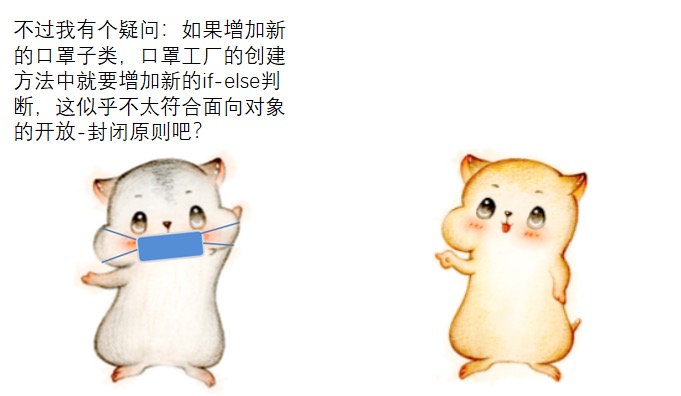 不过我有个疑问：如果增加新
的口罩子类，口罩工厂的创建
方法中就要增加新的if-else判
断，这似乎不太符合面向对象
的开放-封闭原则吧？